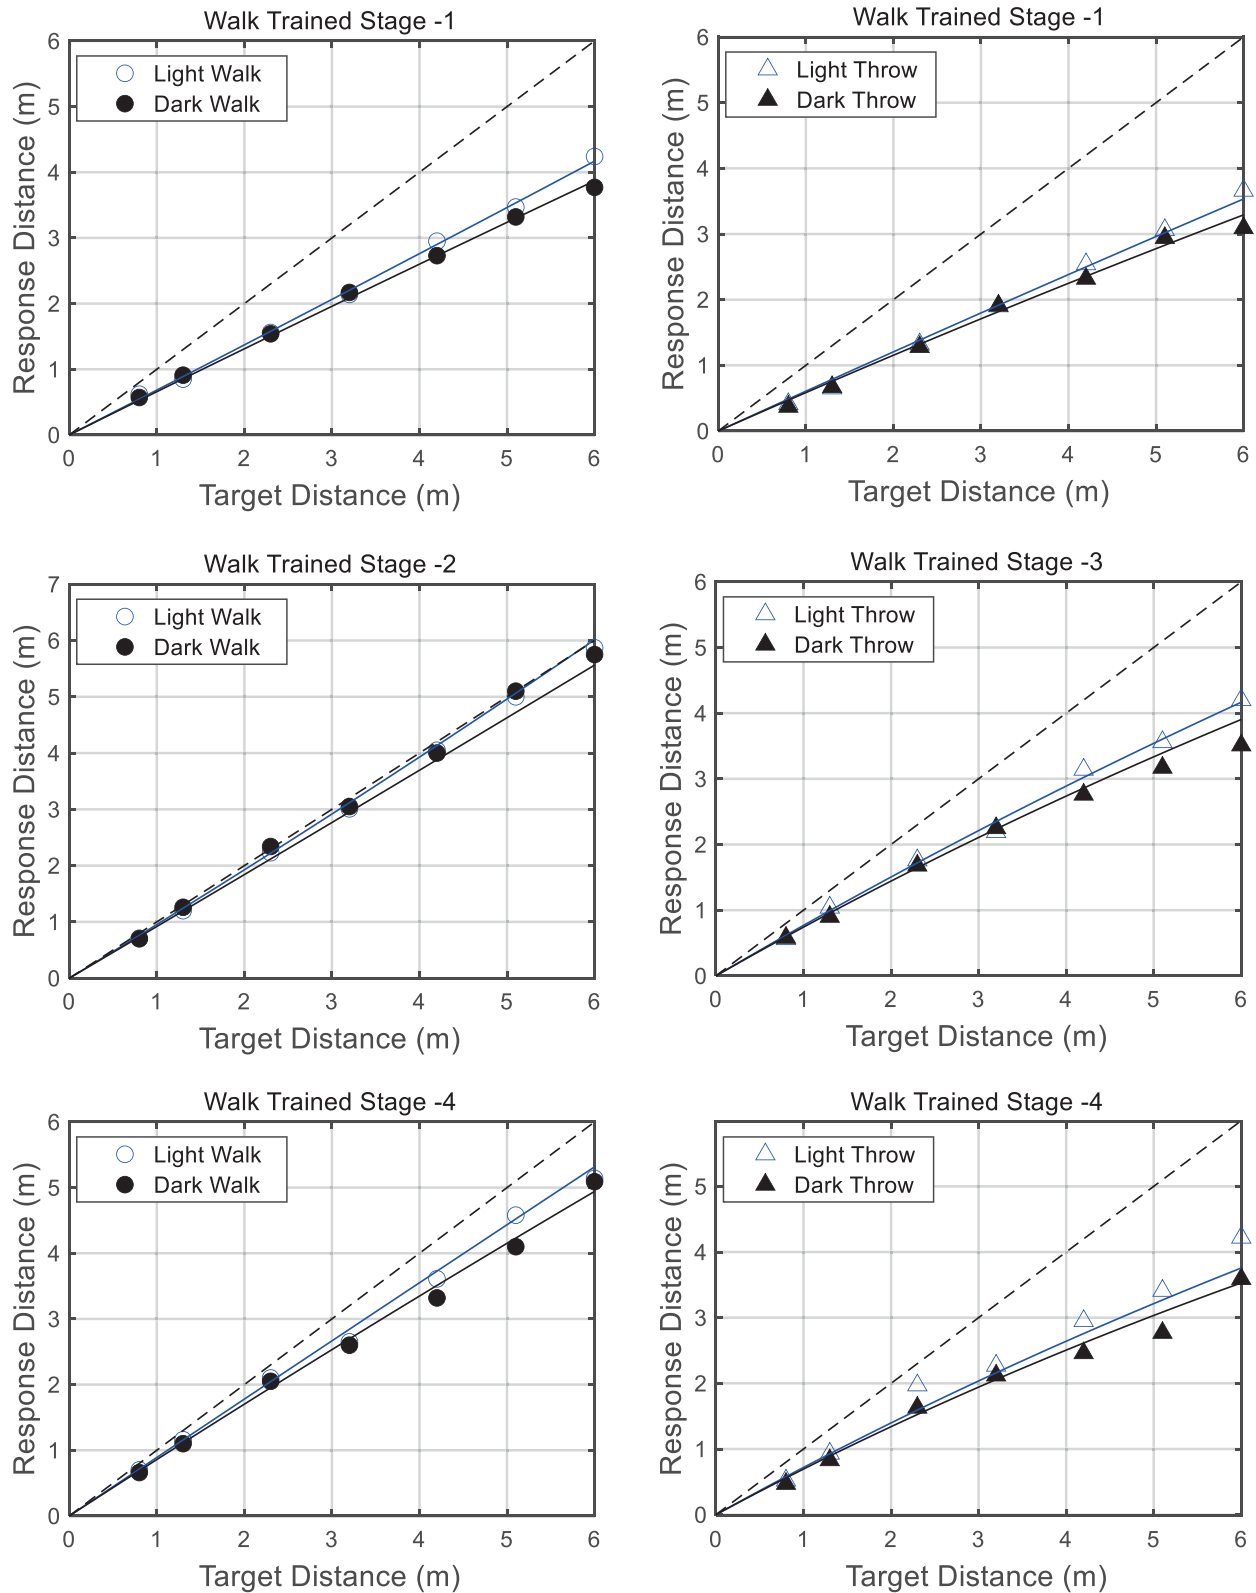 Walk Trained Stage -1
Light Walk
Dark Walk
Response Distance (m)
6
5
4
3
2
1
0
0 1 2 3 4 5 6
Target Distance (m)
Walk Trained Stage -1
Light Throw
Dark Throw
Response Distance (m)
6
5
4
3
2
1
0
0 1 2 3 4 5 6
Target Distance (m)
Walk Trained Stage -2
Light Walk
Dark Walk
Response Distance (m)
7
6
5
4
3
2
1
0
0 1 2 3 4 5 6
Target Distance (m)
Walk Trained Stage -3
Light Throw
Dark Throw
Response Distance (m)
6
5
4
3
2
1
0
0 1 2 3 4 5 6
Target Distance (m)
Walk Trained Stage -4
Light Walk
Dark Walk
Response Distance (m)
6
5
4
3
2
1
0
0 1 2 3 4 5 6
Target Distance (m)
Walk Trained Stage -4
Light Throw
Dark Throw
Response Distance (m)
5
4
3
2
1
0
0 1 2 3 4 5 6
Target Distance (m)